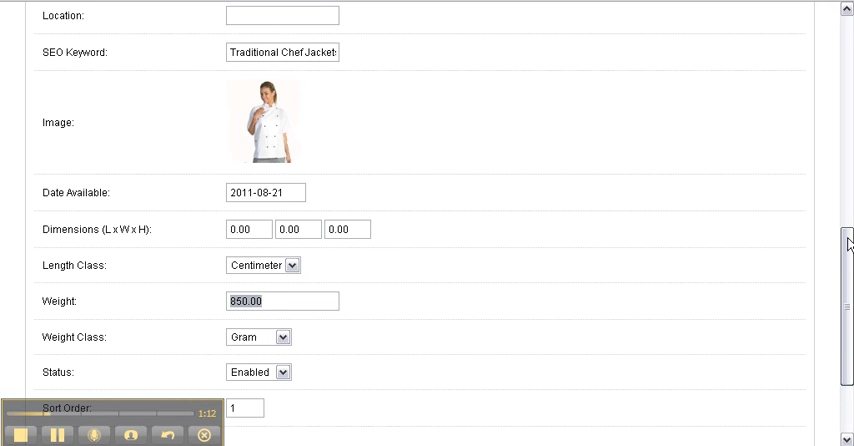 Location:
SEO Keyword: Traditional Chef Jackets
Image:
Date Available: 2011-08-21
Dimensions (L x W x H): 0.00 0.00 0.00
Length Class: Centimeter
Weight: 850.00
Weight Class: Gram
Status: Enabled
Sort Order: 1
1:12